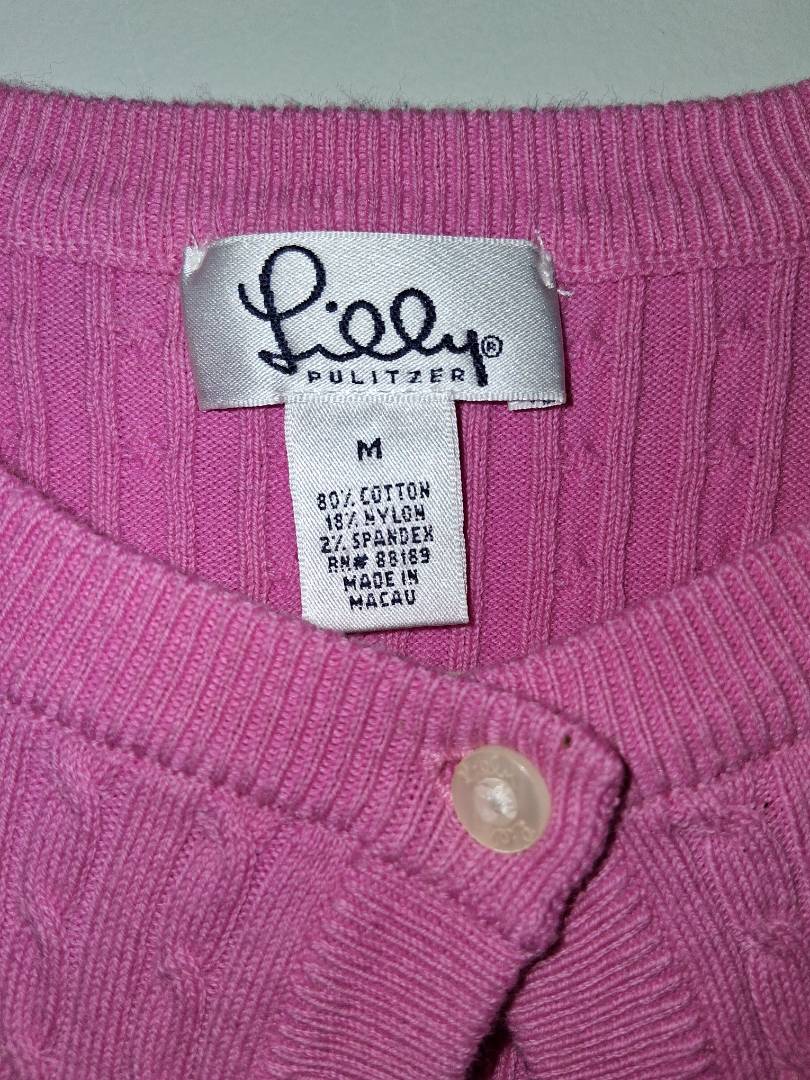 Lilly®
PULITZER
M
80% COTTON
18% NYLON
2% SPANDEX
RN# 88189
MADE IN
MACAU